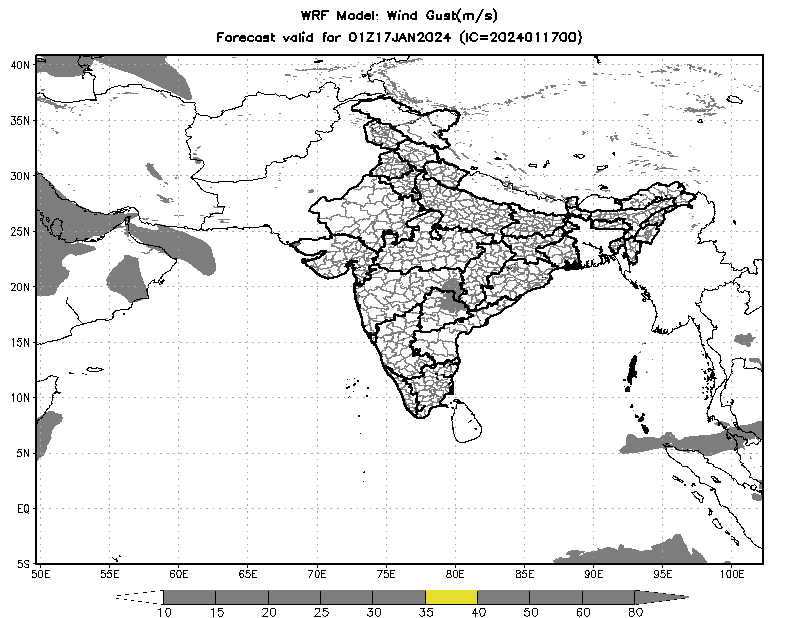 WRF Model: Wind Gust(m/s)
Forecast valid for 01Z17JAN2024 (IC=2024011700)
40N
35N
30N
25N
20N
15N
10N
5N
EQ
5S
50E 55E 60E 65E 70E 75E 80E 85E 90E 95E 100E
10 15 20 25 30 35 40 50 60 80